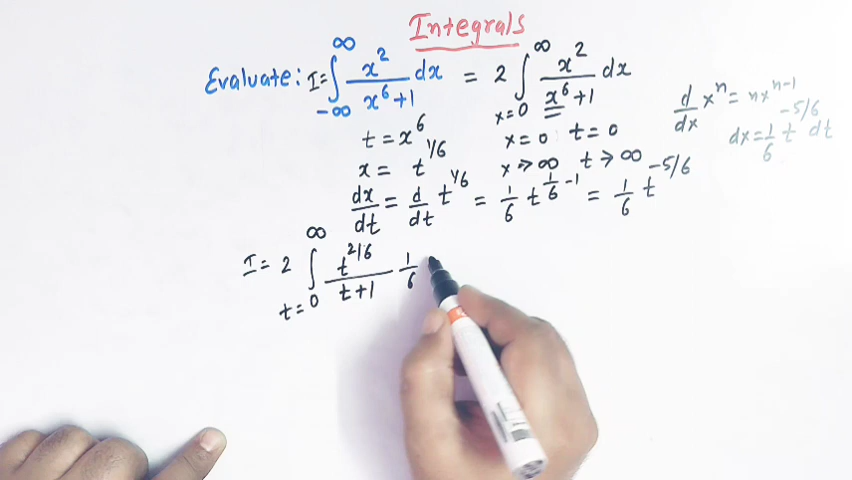 Integrals
Evaluate: I = ∫_{-∞}^{∞} x²/(x⁶+1) dx = 2 ∫_{x=0}^{∞} x²/(x⁶+1) dx
t = x⁶
x = 0 t = 0
d/dx xⁿ = nx^{n-1}
dx = 1/6 t^{-5/6} dt
x = t^{1/6}
x → ∞ t → ∞
dx/dt = d/dt t^{1/6} = 1/6 t^{1/6 - 1} = 1/6 t^{-5/6}
I = 2 ∫_{t=0}^{∞} t^{2/6}/(t+1) 1/6